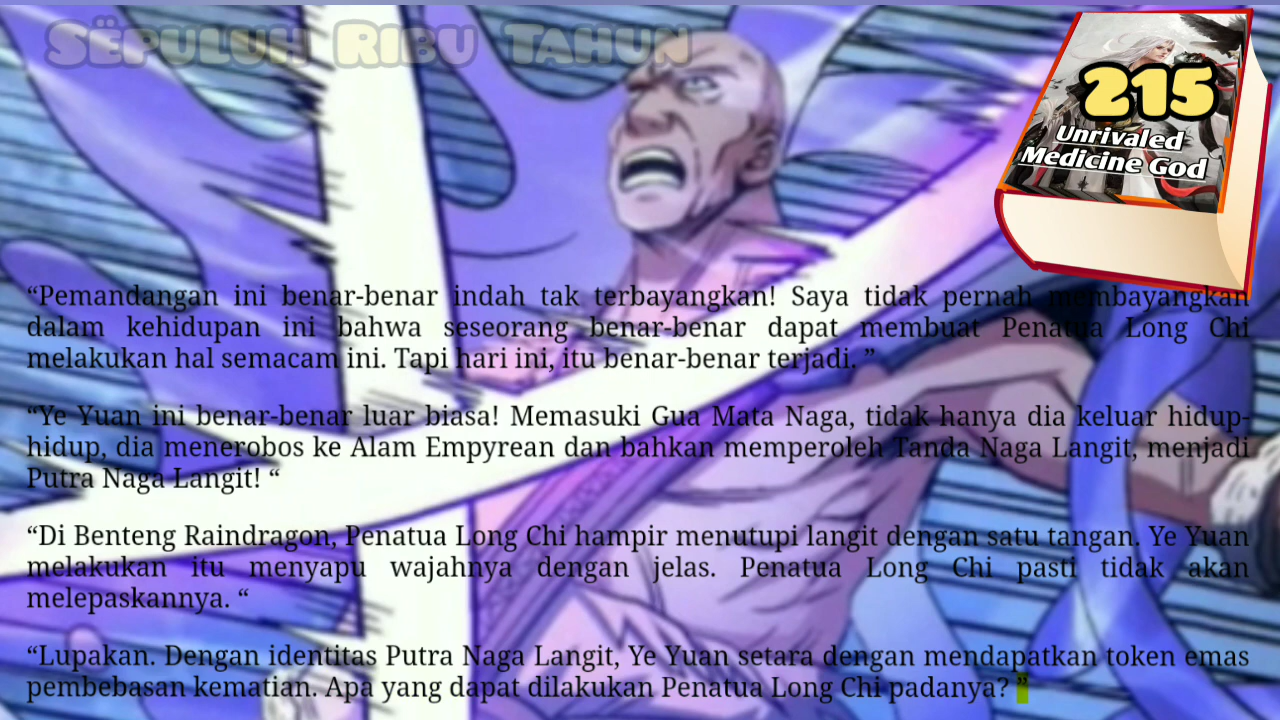 Sëpuluh Ribu Tahun
215
Unrivaled
Medicine God
“Pemandangan ini benar-benar indah tak terbayangkan! Saya tidak pernah membayangkan
dalam kehidupan ini bahwa seseorang benar-benar dapat membuat Penatua Long Chi
melakukan hal semacam ini. Tapi hari ini, itu benar-benar terjadi. ”
“Ye Yuan ini benar-benar luar biasa! Memasuki Gua Mata Naga, tidak hanya dia keluar hidup-
hidup, dia menerobos ke Alam Empyrean dan bahkan memperoleh Tanda Naga Langit, menjadi
Putra Naga Langit! “
“Di Benteng Raindragon, Penatua Long Chi hampir menutupi langit dengan satu tangan. Ye Yuan
melakukan itu menyapu wajahnya dengan jelas. Penatua Long Chi pasti tidak akan
melepaskannya. “
“Lupakan. Dengan identitas Putra Naga Langit, Ye Yuan setara dengan mendapatkan token emas
pembebasan kematian. Apa yang dapat dilakukan Penatua Long Chi padanya? ”